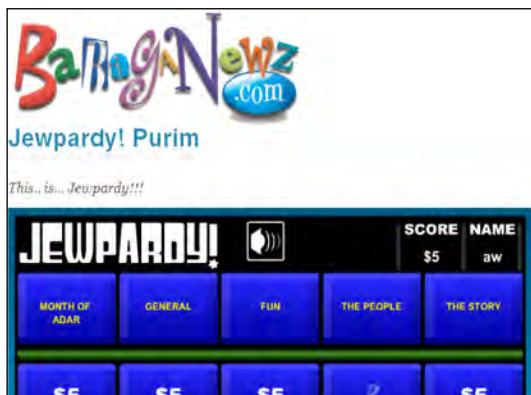 BaRngaNewz
.com
Jewpardy! Purim
This.. is... Jewpardy!!!
JEWPARDY! SCORE NAME
$5 aw
MONTH OF ADAR GENERAL FUN THE PEOPLE THE STORY
$5 $5 $5 $5